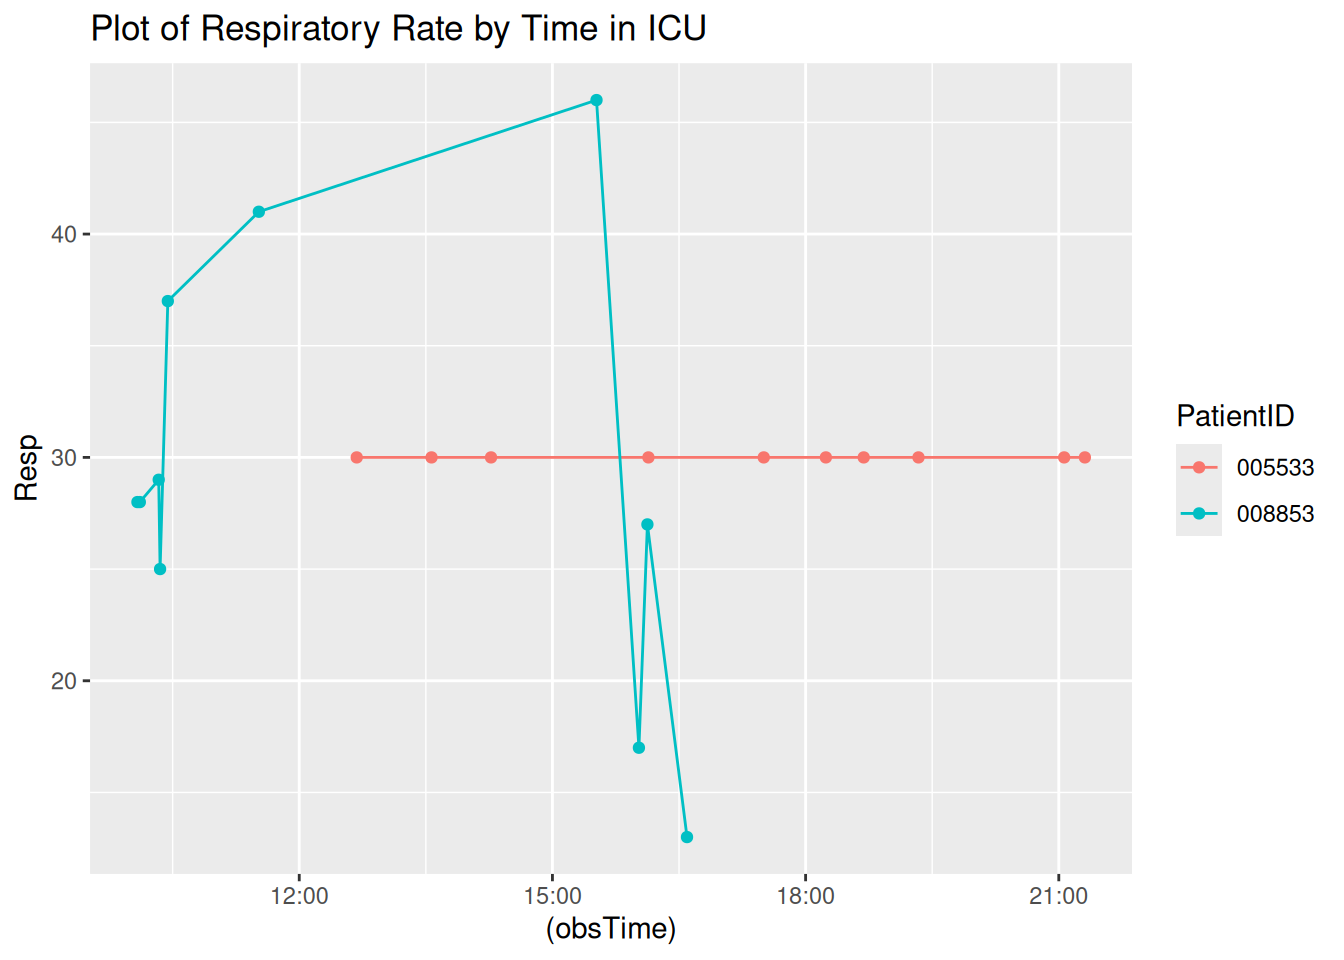 Plot of Respiratory Rate by Time in ICU
Resp
40
30
20
12:00
15:00
18:00
21:00
(obsTime)
PatientID
005533
008853